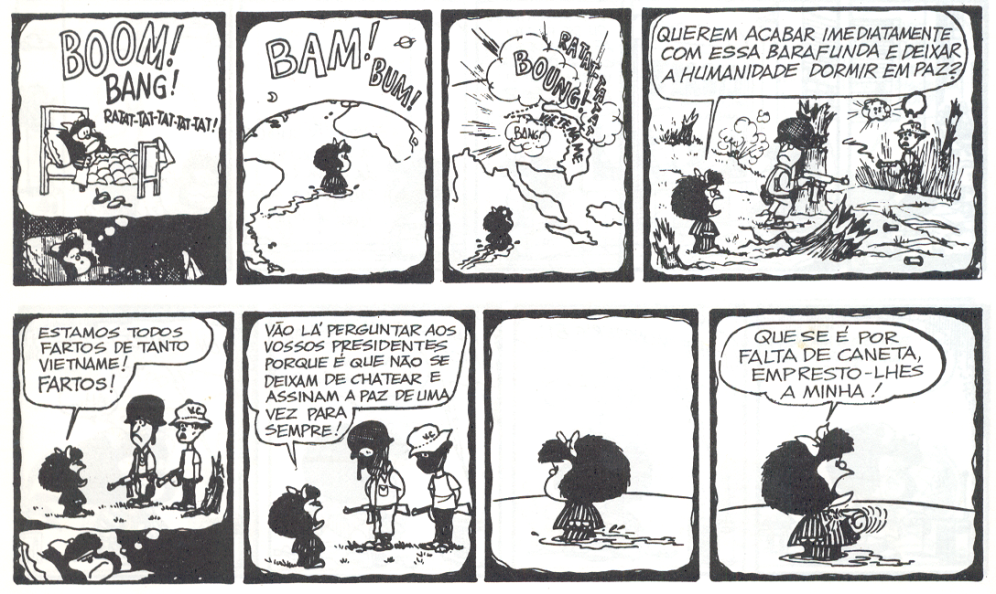 BOOM!
BANG!
RATAT-TAT-TAT-TAT-TAT!
BAM!
BUM!
BOUNG!
BANG
QUEREM ACABAR IMEDIATAMENTE
COM ESSA BARAFUNDA E DEIXAR
A HUMANIDADE DORMIR EM PAZ?
ESTAMOS TODOS
FARTOS DE TANTO
VIETNAME!
FARTOS!
V.C.
VÃO LÁ PERGUNTAR AOS
VOSSOS PRESIDENTES
PORQUE É QUE NÃO SE
DEIXAM DE CHATEAR E
ASSINAM A PAZ DE UMA
VEZ PARA
SEMPRE!
V.C.
QUE SE É POR
FALTA DE CANETA,
EMPRESTO-LHES
A MINHA!